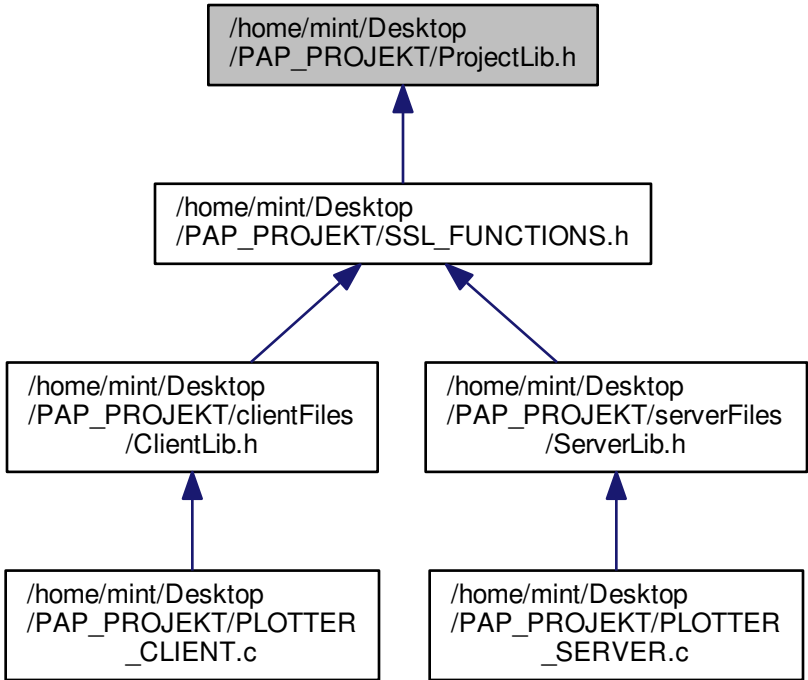 /home/mint/Desktop
/PAP_PROJEKT/ProjectLib.h
/home/mint/Desktop
/PAP_PROJEKT/SSL_FUNCTIONS.h
/home/mint/Desktop
/PAP_PROJEKT/clientFiles
/ClientLib.h
/home/mint/Desktop
/PAP_PROJEKT/serverFiles
/ServerLib.h
/home/mint/Desktop
/PAP_PROJEKT/PLOTTER
_CLIENT.c
/home/mint/Desktop
/PAP_PROJEKT/PLOTTER
_SERVER.c